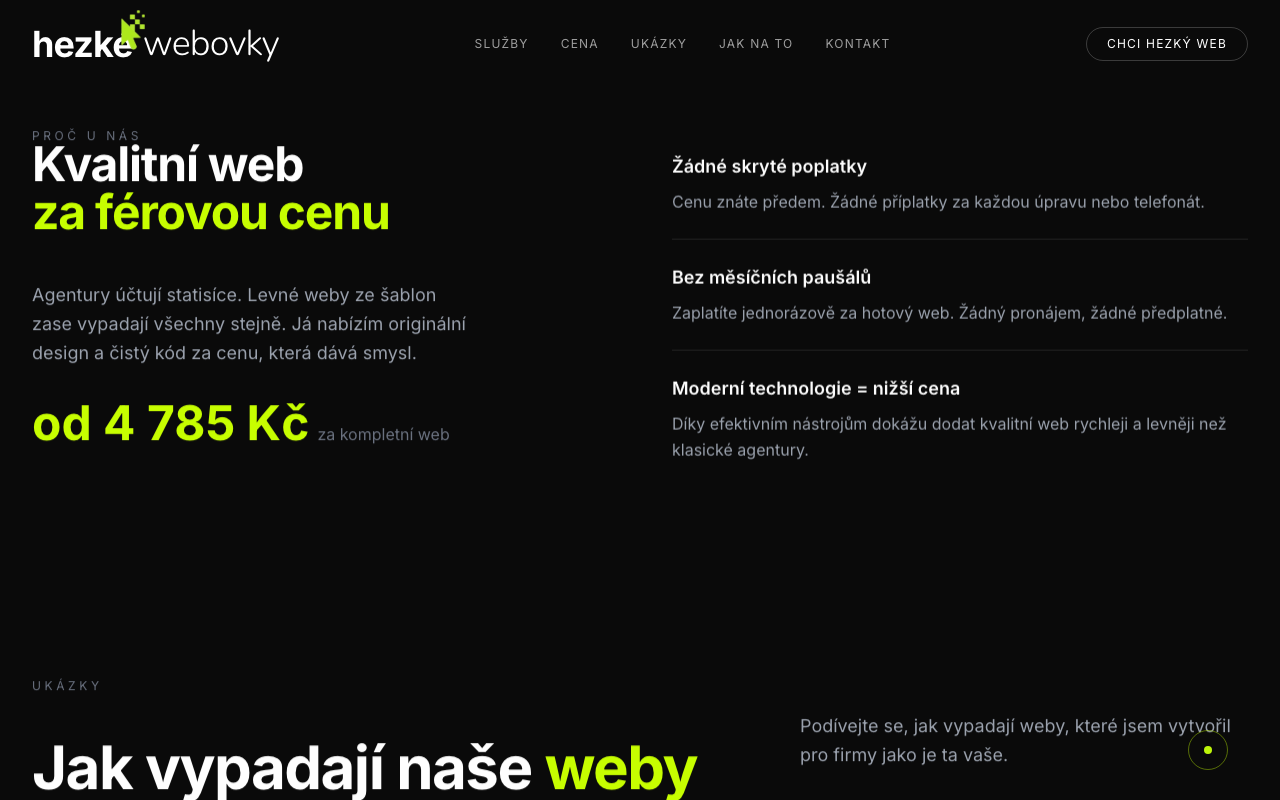 hezké webovky
SLUŽBY
CENA
UKÁZKY
JAK NA TO
KONTAKT
CHCI HEZKÝ WEB
PROČ U NÁS
Kvalitní web
za férovou cenu
Agentury účtují statisíce. Levné weby ze šablon
zase vypadají všechny stejně. Já nabízím originální
design a čistý kód za cenu, která dává smysl.
od 4 785 Kč za kompletní web
Žádné skryté poplatky
Cenu znáte předem. Žádné příplatky za každou úpravu nebo telefonát.
Bez měsíčních paušálů
Zaplatíte jednorázově za hotový web. Žádný pronájem, žádné předplatné.
Moderní technologie = nižší cena
Díky efektivním nástrojům dokážu dodat kvalitní web rychleji a levněji než
klasické agentury.
UKÁZKY
Jak vypadají naše weby
Podívejte se, jak vypadají weby, které jsem vytvořil
pro firmy jako je ta vaše.